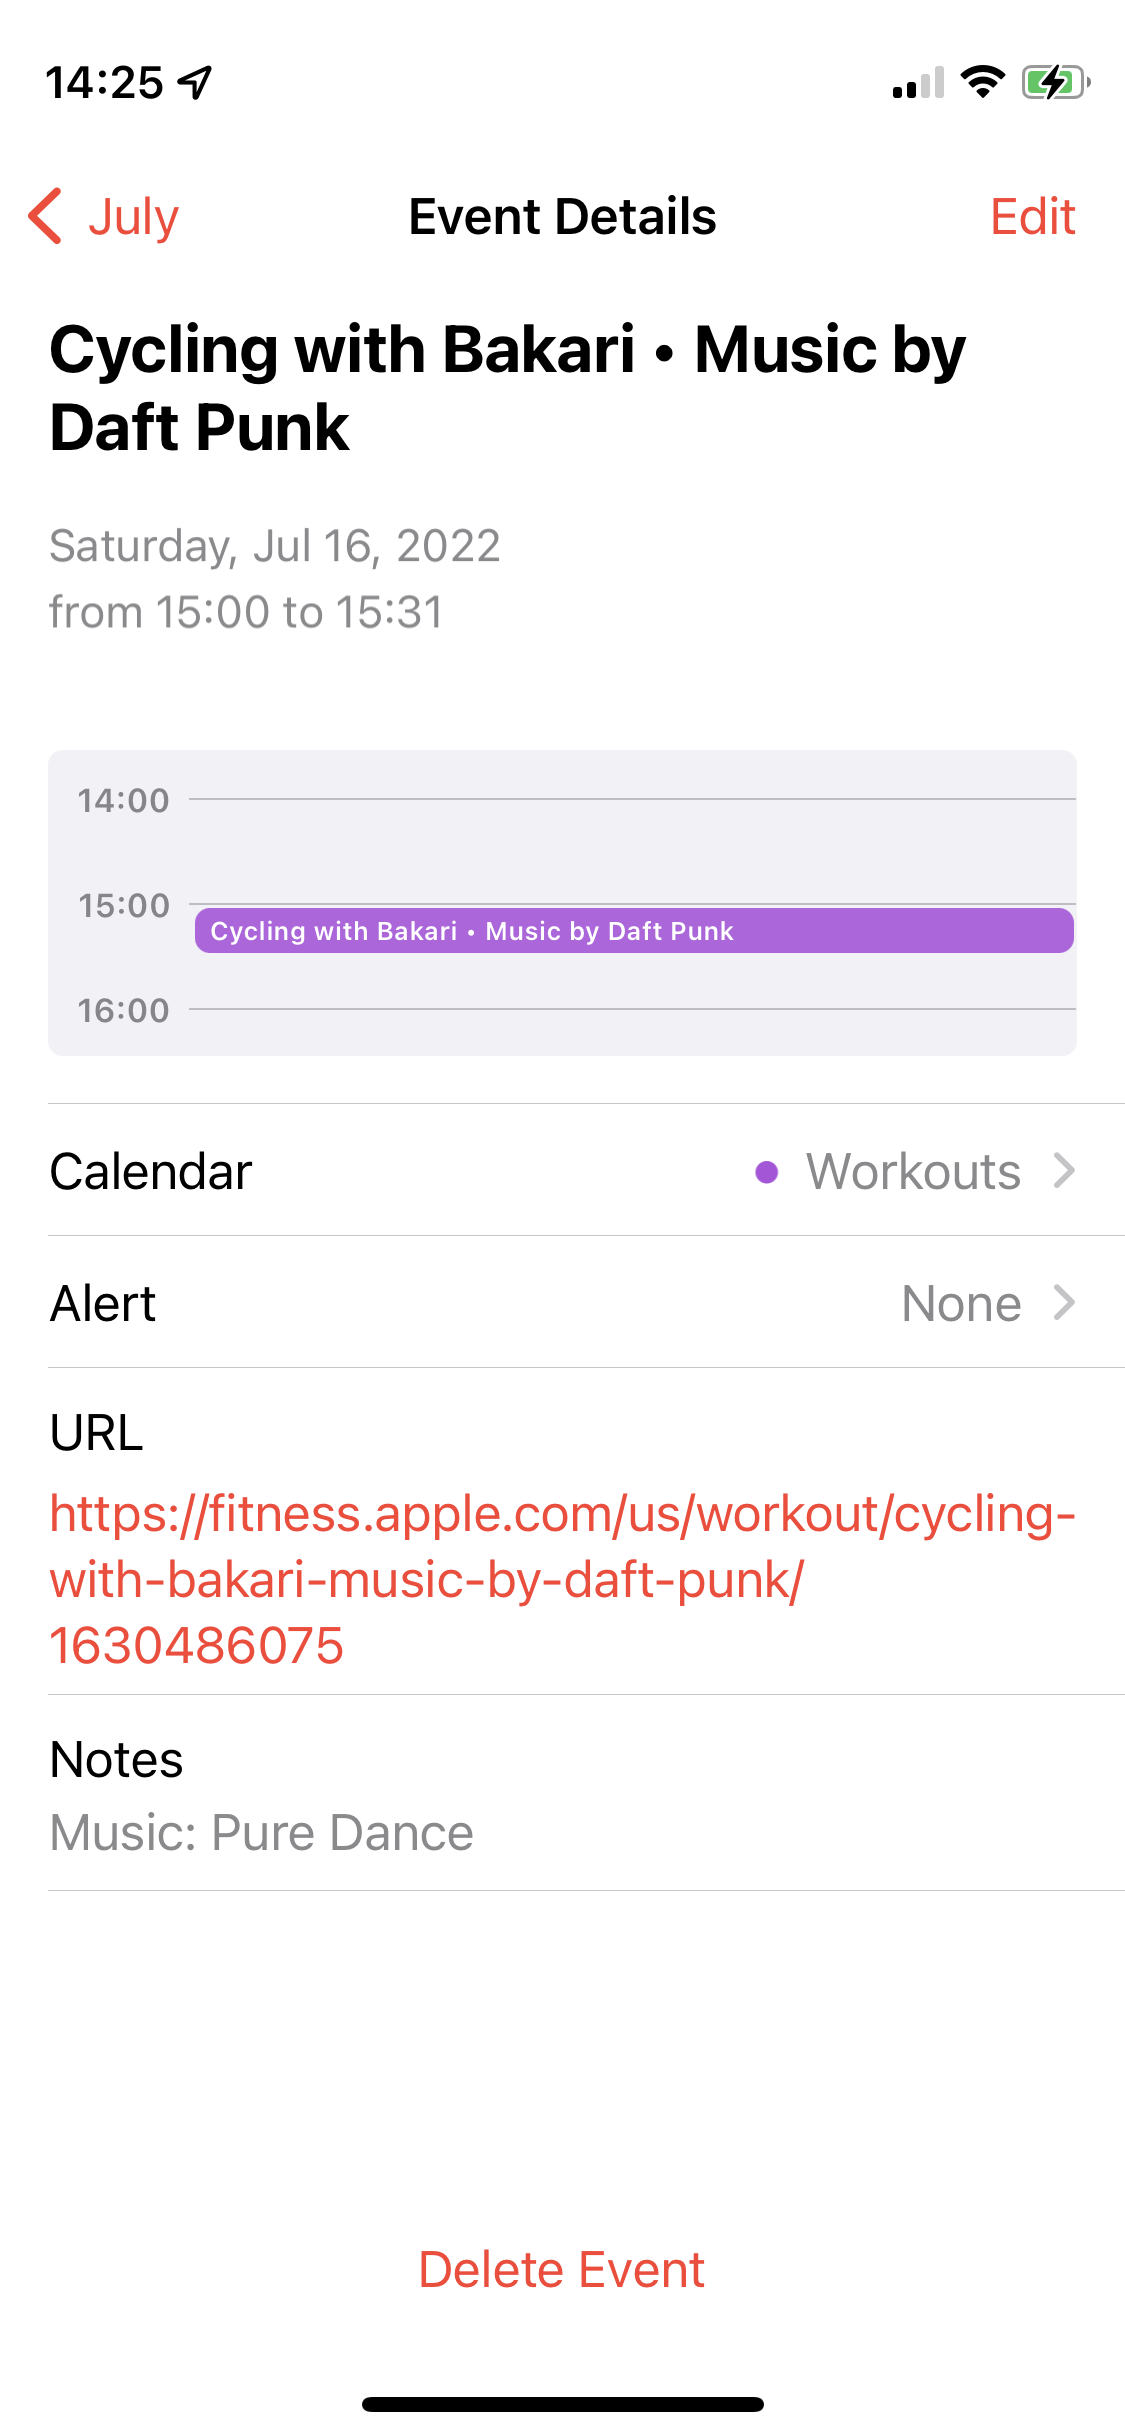 14:25
July
Event Details
Edit
Cycling with Bakari • Music by
Daft Punk
Saturday, Jul 16, 2022
from 15:00 to 15:31
14:00
15:00
Cycling with Bakari • Music by Daft Punk
16:00
Calendar
Workouts
Alert
None
URL
https://fitness.apple.com/us/workout/cycling-
with-bakari-music-by-daft-punk/
1630486075
Notes
Music: Pure Dance
Delete Event